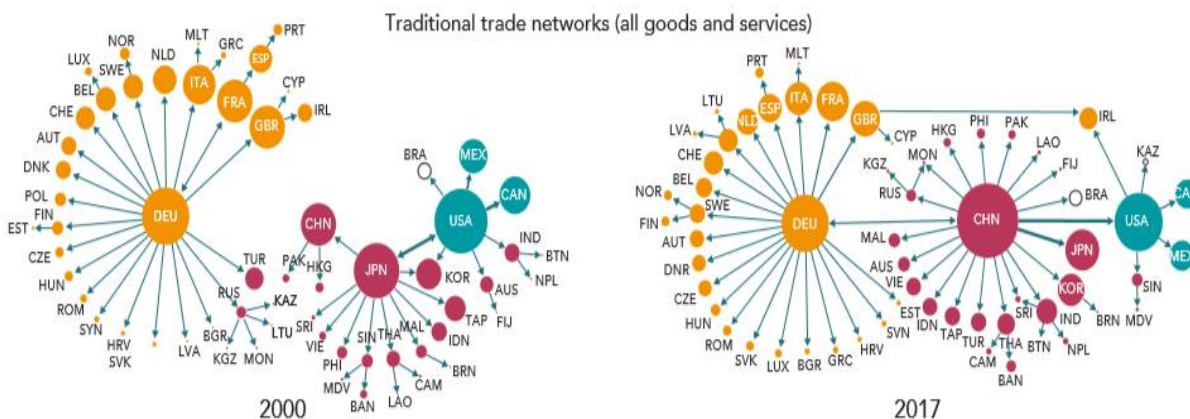 Traditional trade networks (all goods and services)
PRT
NOR
MLT
GRC
ESP
LUX
SWE
NLD
ITA
BEL
FRA
CYP
CHE
GBR
IRL
AUT
DNK
POL
FIN
EST
DEU
CZE
HUN
ROM
SYN
HRV
SVK
LVA
BGR
TUR
RUS
KAZ
LTU
KGZ
MON
BRA
MEX
CAN
USA
CHN
IND
BTN
NPL
PAK
HKG
JPN
KOR
AUS
FIJ
SRI
VIE
TAP
IDN
PHI
SIN
THA
MAL
MDV
BAN
LAO
CAM
BRN
2000
MLT
PRT
ITA
FRA
ESP
LTU
NLD
GBR
LVA
CYP
IRL
CHE
BEL
NOR
SWE
FIN
DEU
AUT
DNR
CZE
HUN
ROM
SVK
LUX
BGR
GRC
HRV
SVN
HKG
PHI
PAK
LAO
FIJ
KGZ
MON
RUS
BRA
KAZ
CHN
USA
CA
MEX
MAL
JPN
AUS
VIE
KOR
SIN
EST
IDN
TAP
TUR
SRI
IND
BRN
MDV
THA
BTN
NPL
CAM
BAN
2017